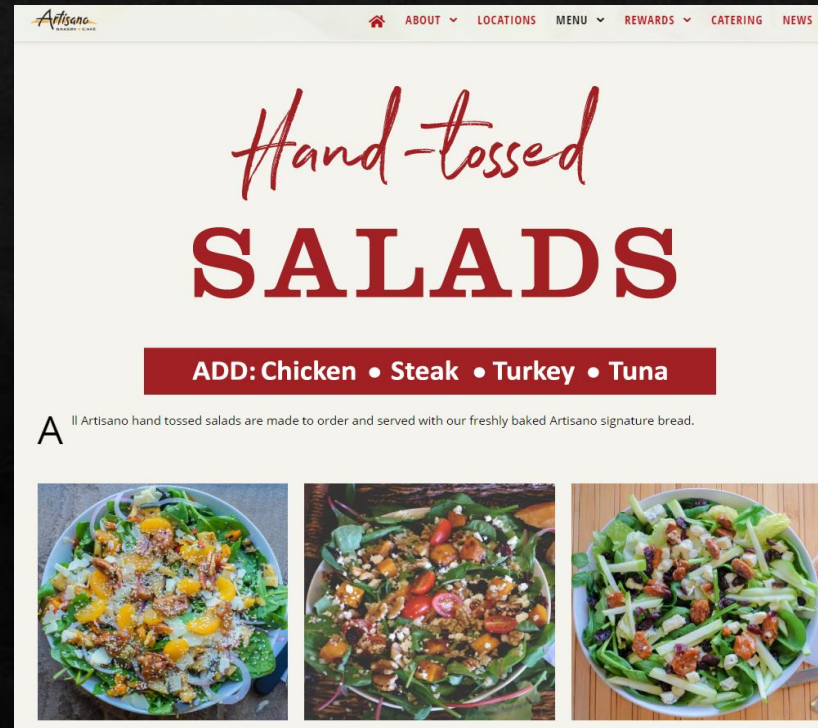 Artisano
BAKERY • CAFÉ
ABOUT LOCATIONS MENU REWARDS CATERING NEWS
Hand-tossed
SALADS
ADD: Chicken • Steak • Turkey • Tuna
All Artisano hand tossed salads are made to order and served with our freshly baked Artisano signature bread.